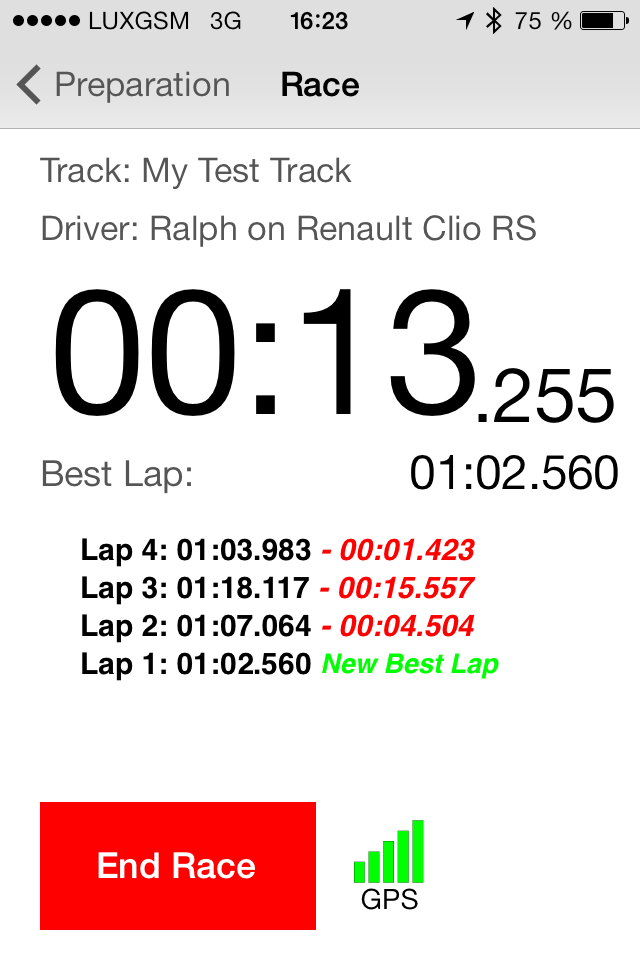 LUXGSM 3G 16:23 75 %
Preparation Race
Track: My Test Track
Driver: Ralph on Renault Clio RS
00:13.255
Best Lap: 01:02.560
Lap 4: 01:03.983 - 00:01.423
Lap 3: 01:18.117 - 00:15.557
Lap 2: 01:07.064 - 00:04.504
Lap 1: 01:02.560 New Best Lap
End Race
GPS